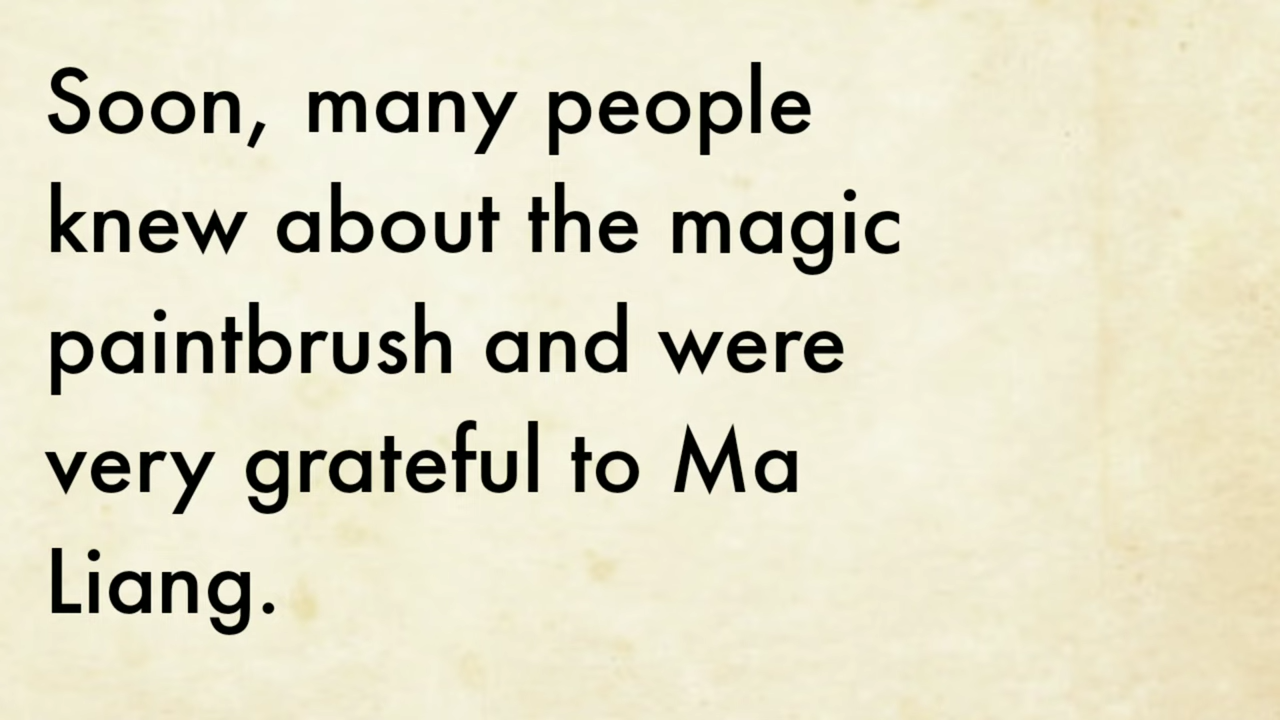 Soon, many people
knew about the magic
paintbrush and were
very grateful to Ma
Liang.